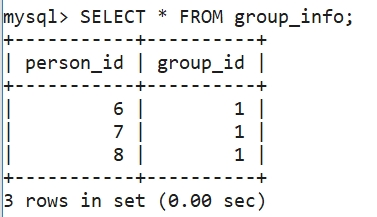 mysql> SELECT * FROM group_info;
+-----------+----------+
| person_id | group_id |
+-----------+----------+
|         6 |        1 |
|         7 |        1 |
|         8 |        1 |
+-----------+----------+
3 rows in set (0.00 sec)